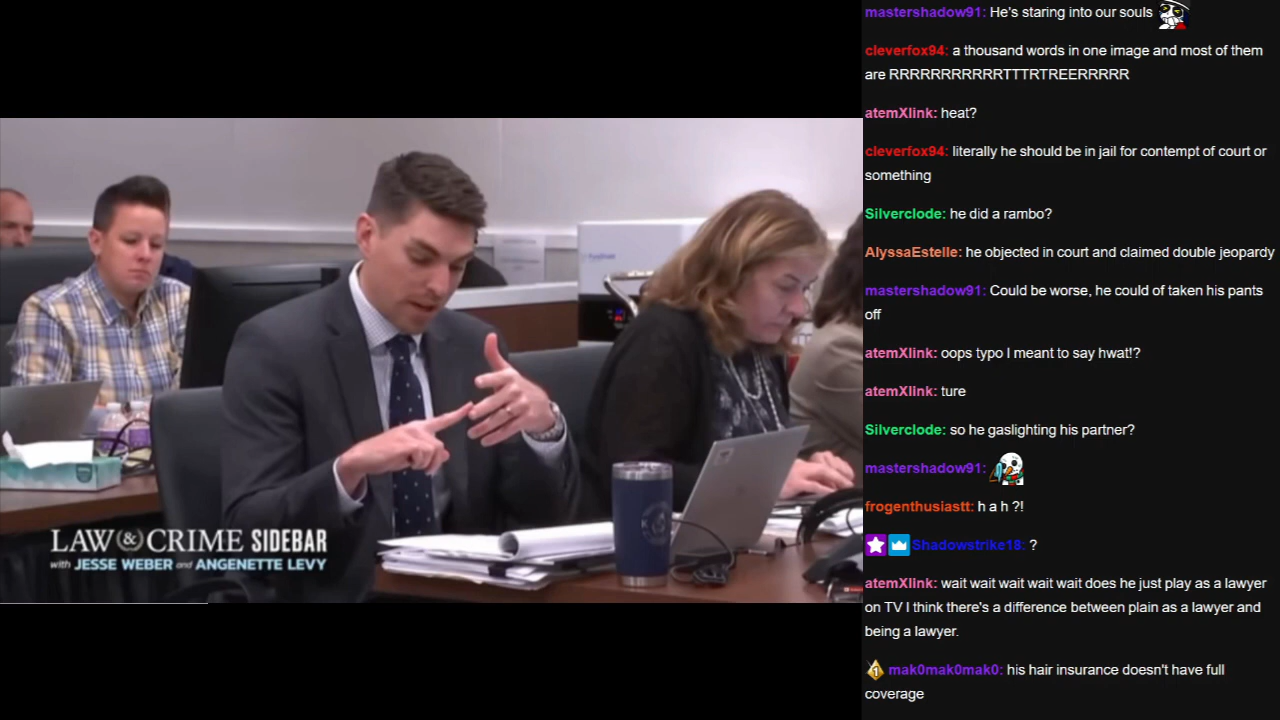 LAW & CRIME SIDEBAR
with JESSE WEBER and ANGENETTE LEVY
mastershadow91: He's staring into our souls
cleverfox94: a thousand words in one image and most of them
are RRRRRRRRRRRTTTRTREERRRRR
atemXlink: heat?
cleverfox94: literally he should be in jail for contempt of court or
something
Silverclode: he did a rambo?
AlyssaEstelle: he objected in court and claimed double jeopardy
mastershadow91: Could be worse, he could of taken his pants
off
atemXlink: oops typo I meant to say hwat!?
atemXlink: ture
Silverclode: so he gaslighting his partner?
mastershadow91:
frogenthusiastt: h a h ?!
Shadowstrike18: ?
atemXlink: wait wait wait wait wait does he just play as a lawyer
on TV I think there's a difference between plain as a lawyer and
being a lawyer.
1 mak0mak0mak0: his hair insurance doesn't have full
coverage